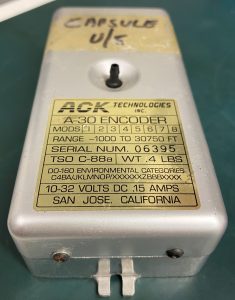 CAPSULE
U/S
ACK TECHNOLOGIES
INC.
A-30 ENCODER
MODS 1 2 3 4 5 6 7 8
RANGE -1000 TO 30750 FT
SERIAL NUM. 06395
TSO C-88a WT .4 LBS
DO-160 ENVIRONMENTAL CATEGORIES
10-32 VOLTS DC .15 AMPS
SAN JOSE, CALIFORNIA